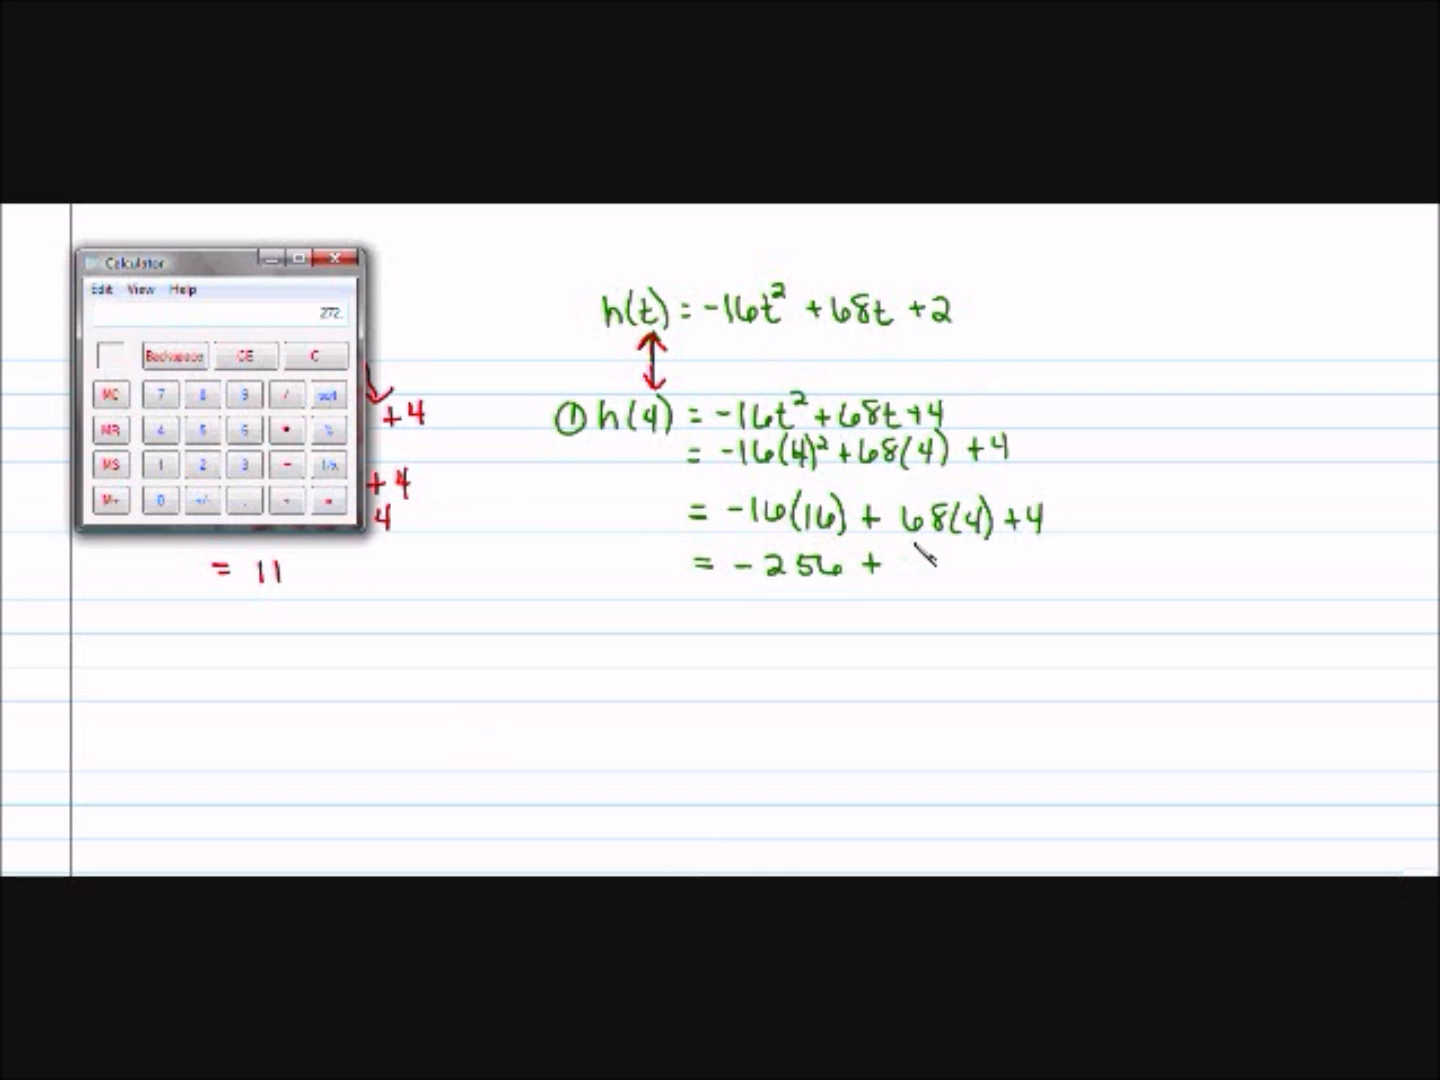 Calculator
Edit View Help
272.
Backspace CE C
MC 7 8 9 / sqrt
MR 4 5 6 * %
MS 1 2 3 - 1/x
M+ 0 +/- . + =
+4
+4
4
= 11
h(t) = -16t² + 68t + 2
① h(4) = -16t² + 68t + 4
= -16(4)² + 68(4) + 4
= -16(16) + 68(4) + 4
= -256 +